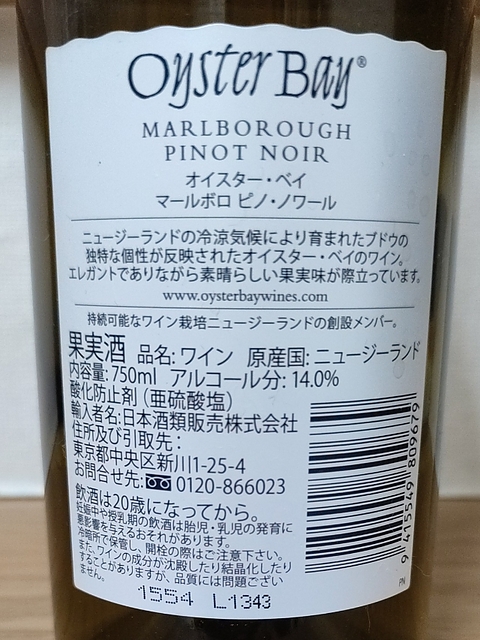 Oyster Bay®
MARLBOROUGH
PINOT NOIR
オイスター・ベイ
マールボロ ピノ・ノワール
ニュージーランドの冷涼気候により育まれたブドウの
独特な個性が反映されたオイスター・ベイのワイン。
エレガントでありながら素晴らしい果実味が際立っています。
www.oysterbaywines.com
持続可能なワイン栽培ニュージーランドの創設メンバー。
果実酒 品名: ワイン 原産国: ニュージーランド
内容量: 750ml アルコール分: 14.0%
酸化防止剤 (亜硫酸塩)
輸入者名: 日本酒類販売株式会社
住所及び引取先:
東京都中央区新川1-25-4
お問合せ先: 0120-866023
飲酒は20歳になってから。
妊娠中や授乳期の飲酒は胎児・乳児の発育に
悪影響を与えるおそれがあります。
冷暗所で保管し、開栓の際はご注意下さい。
また、ワインの成分が沈殿したり結晶化したり
することがありますが、品質には問題ござい
ません。
9 415549 809679
PN
1554 L1343